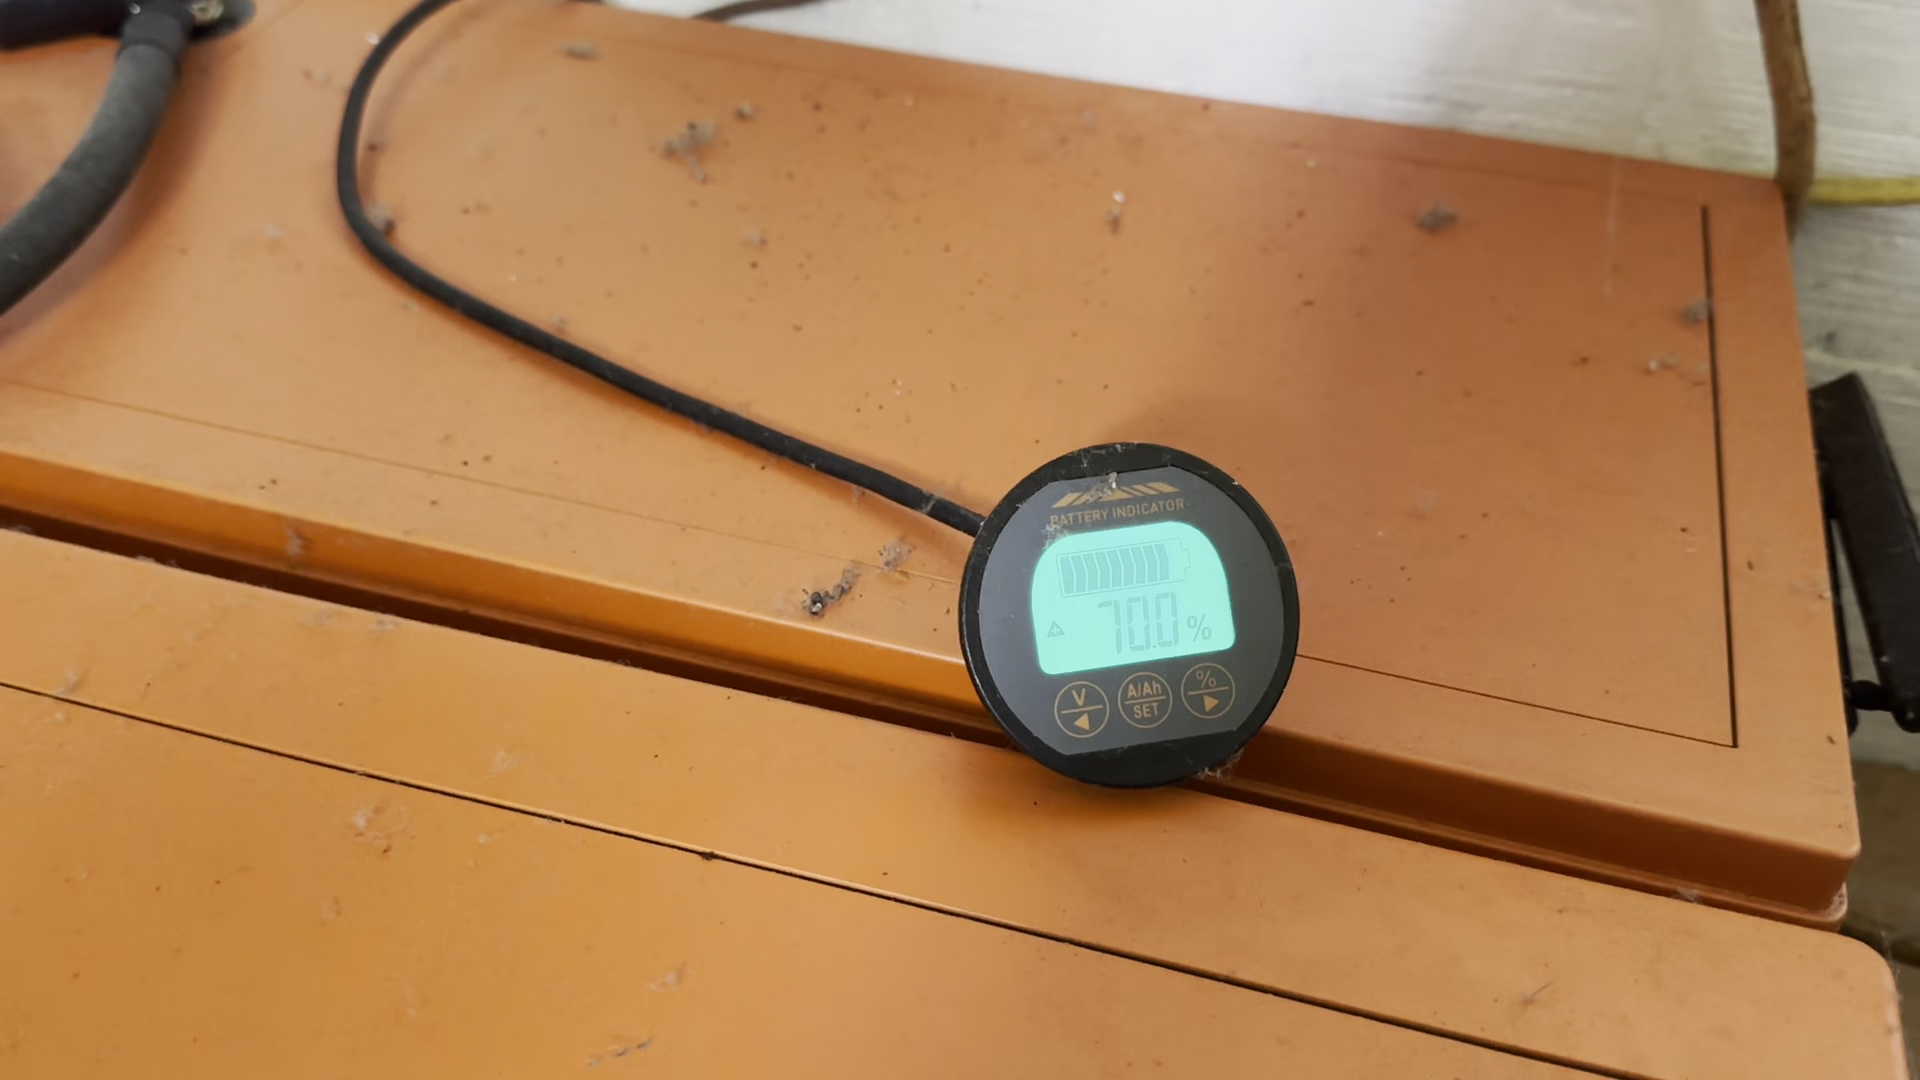 BATTERY INDICATOR
70.0 %
V
A/Ah
SET
%